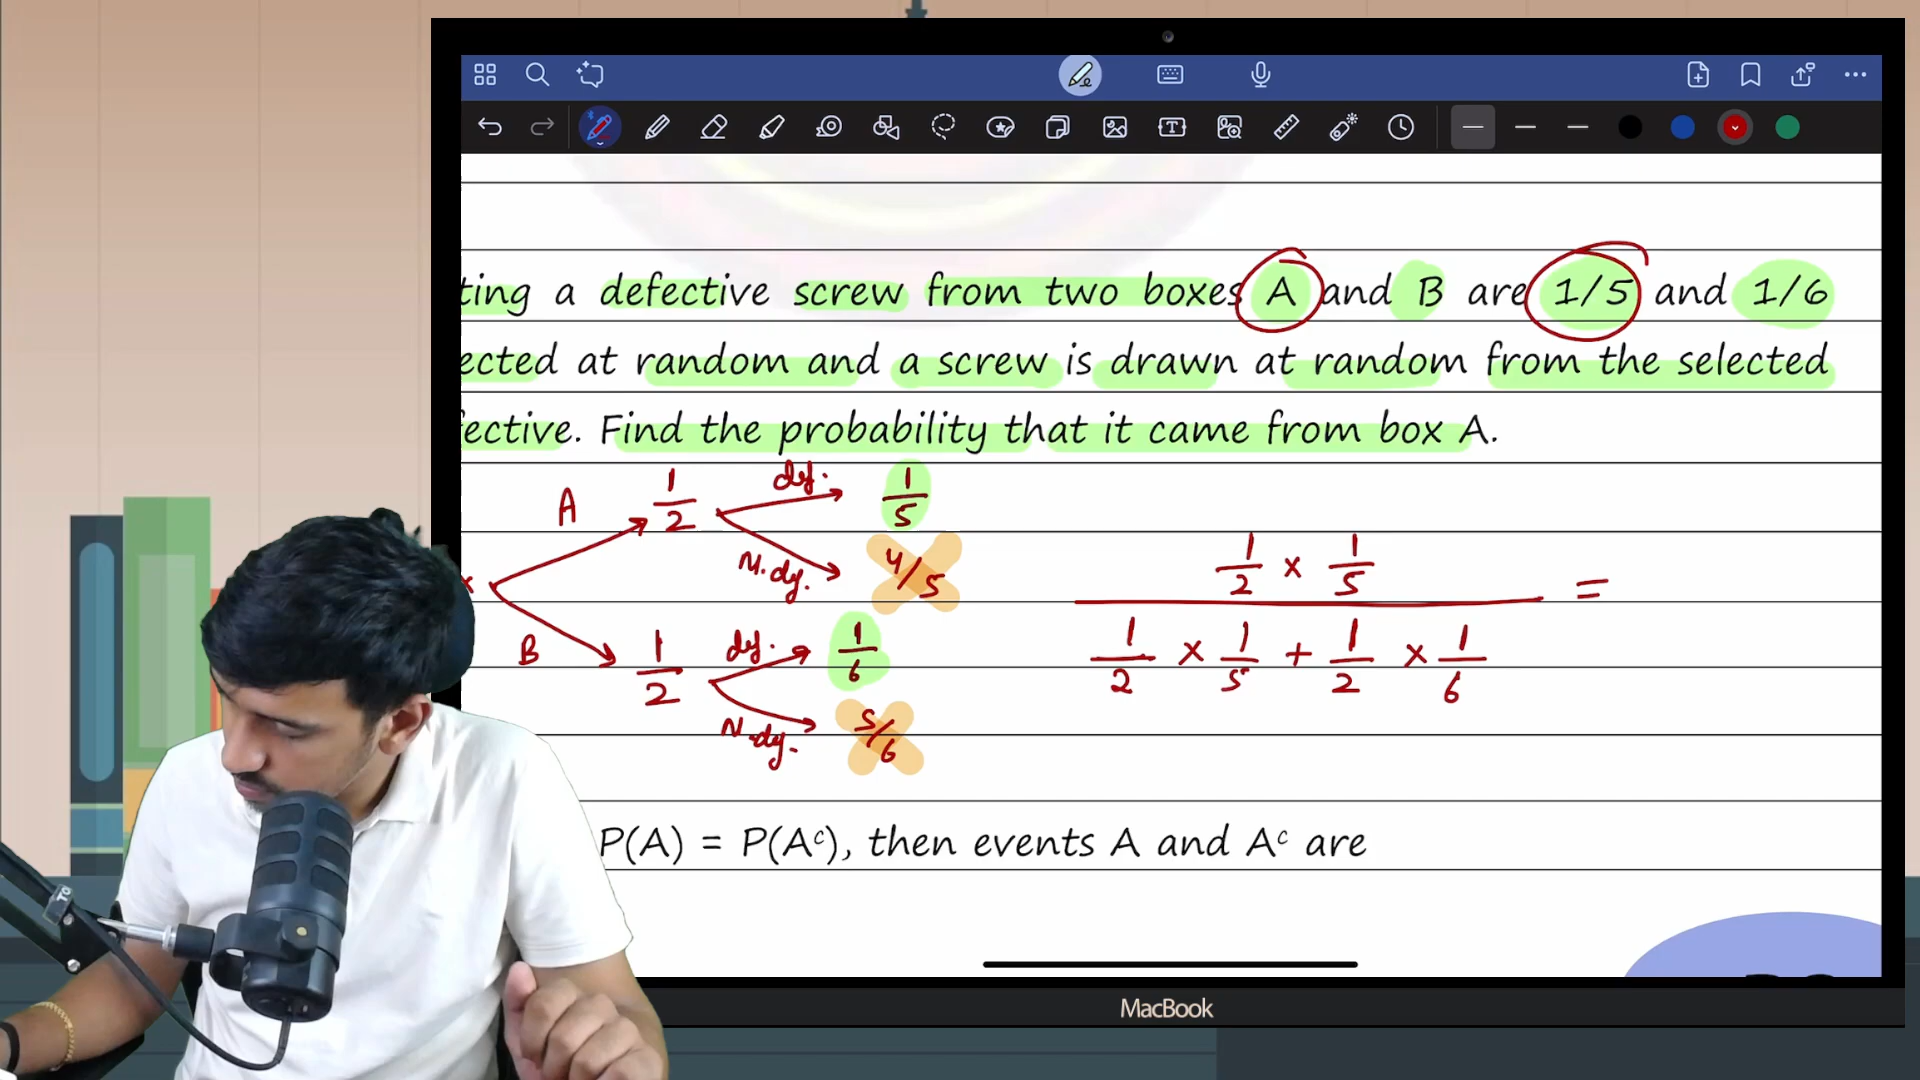 ting a defective screw from two boxes A and B are 1/5 and 1/6
ected at random and a screw is drawn at random from the selected
ective. Find the probability that it came from box A.
A 1/2 def. 1/5
N.def. 4/5
B 1/2 def. 1/6
N.def. 5/6
1/2 × 1/5
=
1/2 × 1/5 + 1/2 × 1/6
P(A) = P(Aᶜ), then events A and Aᶜ are
MacBook